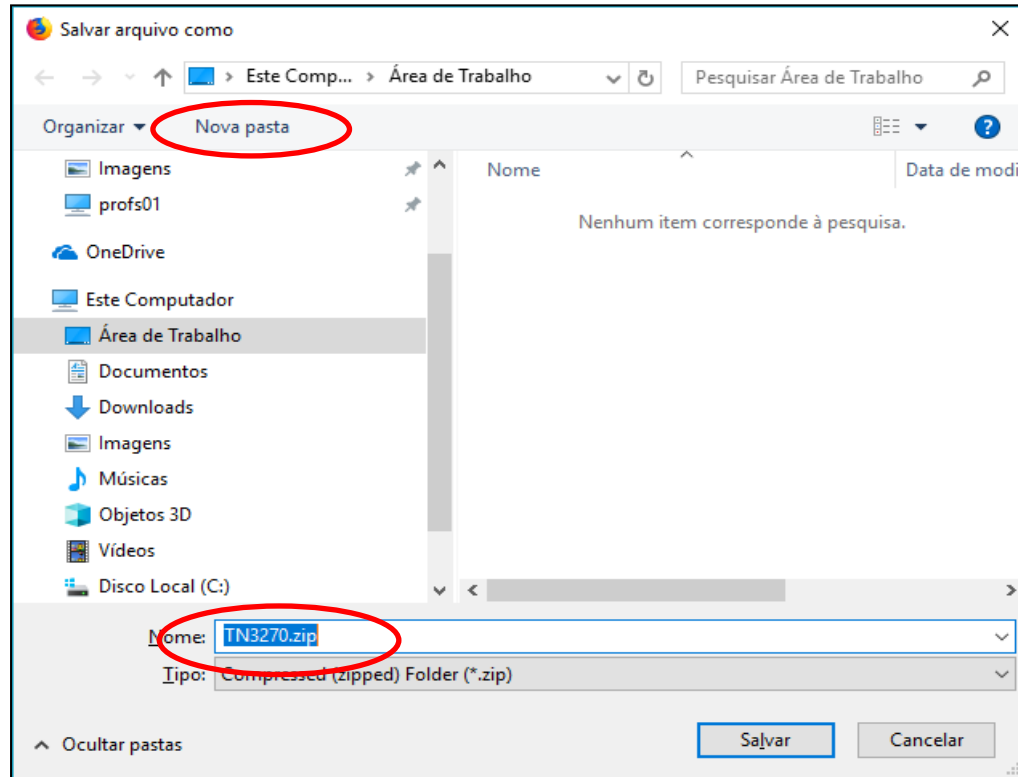 Salvar arquivo como
Este Comp... > Área de Trabalho
Pesquisar Área de Trabalho
Organizar
Nova pasta
Imagens
profs01
OneDrive
Este Computador
Área de Trabalho
Documentos
Downloads
Imagens
Músicas
Objetos 3D
Vídeos
Disco Local (C:)
Nome
Data de modi
Nenhum item corresponde à pesquisa.
Nome: TN3270.zip
Tipo: Compressed (zipped) Folder (*.zip)
Ocultar pastas
Salvar
Cancelar